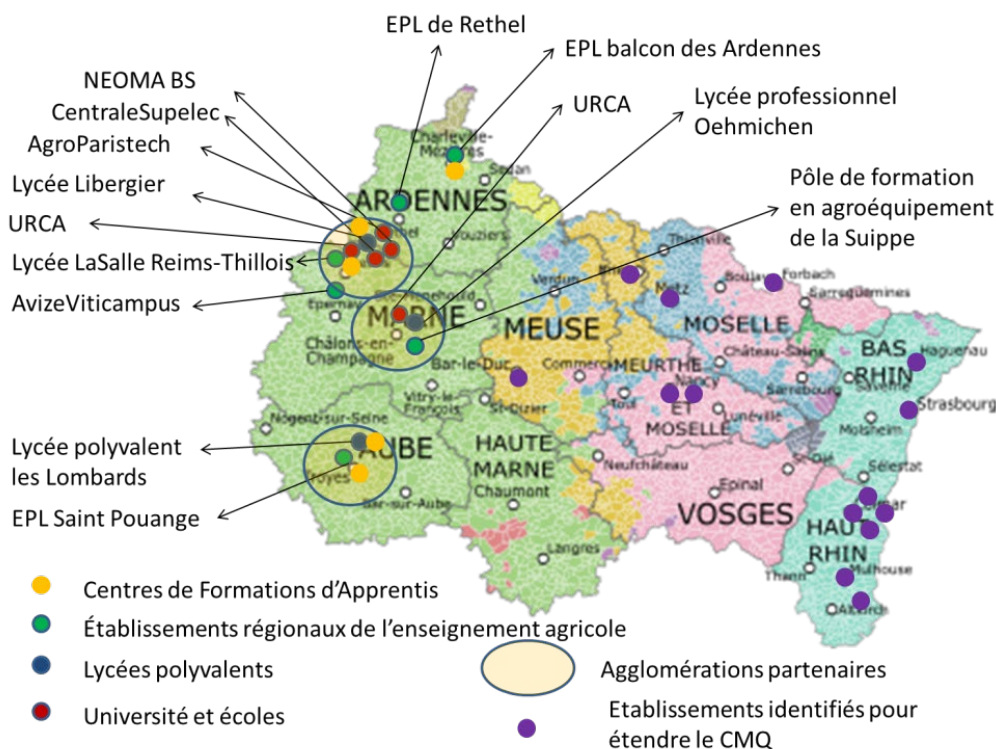 EPL de Rethel
EPL balcon des Ardennes
NEOMA BS
CentraleSupelec
AgroParistech
Lycée Libergier
URCA
Lycée LaSalle Reims-Thillois
AvizeViticampus
URCA
Lycée professionnel
Oehmichen
Pôle de formation
en agroéquipement
de la Suippe
Charleville-
Mézières
Sedan
ARDENNES
Vouziers
Epernay
MARNE
Châlons-en-
Champagne
Vitry-le-
François
Bar-le-Duc
St-Dizier
Verdun
MEUSE
Commercy
Thionville
Metz
Boulay
Forbach
Sarreguemines
MOSELLE
Château-Salins
Sarrebourg
MEURTHE
ET
MOSELLE
Nancy
Toul
Lunéville
BAS
RHIN
Haguenau
Saverne
Strasbourg
Molsheim
Sélestat
Nogent-sur-Seine
AUBE
Troyes
Bar-sur-Aube
HAUTE
MARNE
Chaumont
Langres
Neufchâteau
Epinal
VOSGES
HAUT
RHIN
Mulhouse
Thann
Lycée polyvalent
les Lombards
EPL Saint Pouange
Centres de Formations d'Apprentis
Établissements régionaux de l'enseignement agricole
Lycées polyvalents
Université et écoles
Agglomérations partenaires
Etablissements identifiés pour
étendre le CMQ